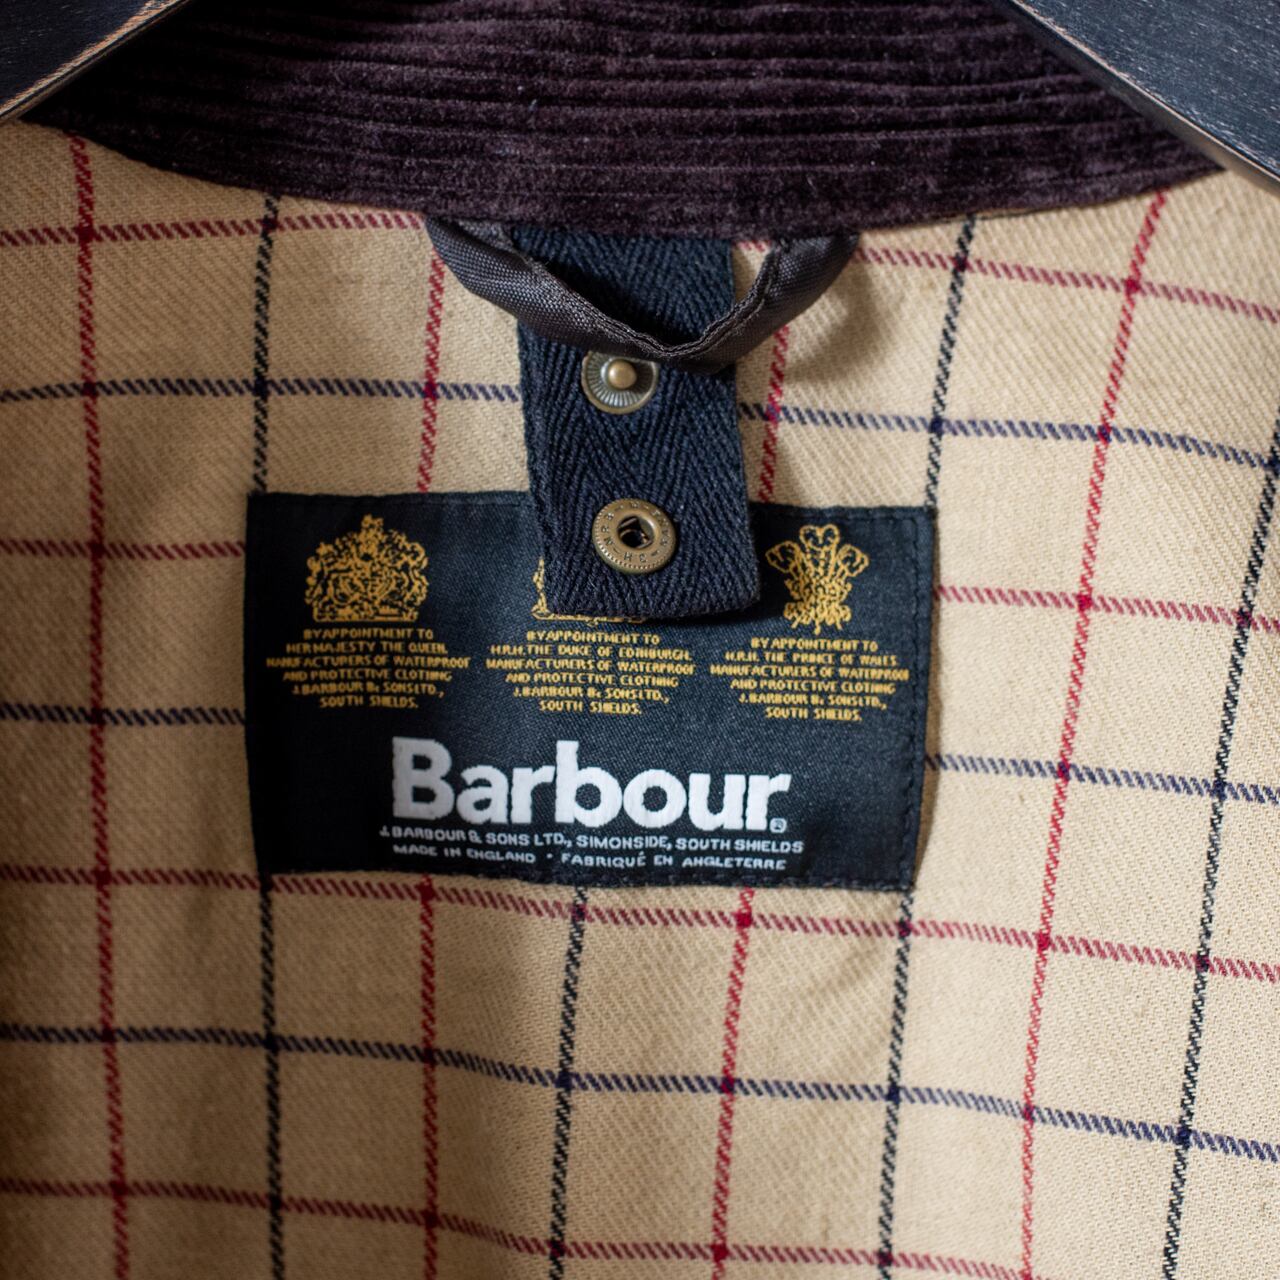 BY APPOINTMENT TO
HER MAJESTY THE QUEEN.
MANUFACTURERS OF WATERPROOF
AND PROTECTIVE CLOTHING
J.BARBOUR & SONS LTD.,
SOUTH SHIELDS.
BY APPOINTMENT TO
H.R.H. THE DUKE OF EDINBURGH.
MANUFACTURERS OF WATERPROOF
AND PROTECTIVE CLOTHING
J.BARBOUR & SONS LTD.,
SOUTH SHIELDS.
BY APPOINTMENT TO
H.R.H. THE PRINCE OF WALES
MANUFACTURERS OF WATERPROOF
AND PROTECTIVE CLOTHING
J.BARBOUR & SONS LTD.,
SOUTH SHIELDS.
Barbour®
J.BARBOUR & SONS LTD., SIMONSIDE, SOUTH SHIELDS
MADE IN ENGLAND · FABRIQUÉ EN ANGLETERRE